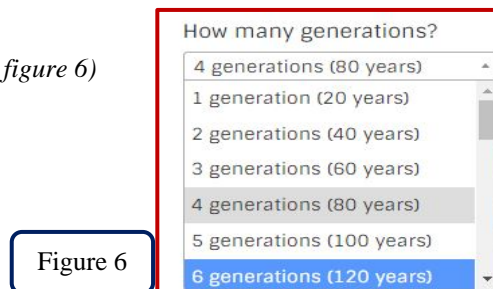 How many generations?
figure 6)
4 generations (80 years)
1 generation (20 years)
2 generations (40 years)
3 generations (60 years)
4 generations (80 years)
5 generations (100 years)
Figure 6
6 generations (120 years)